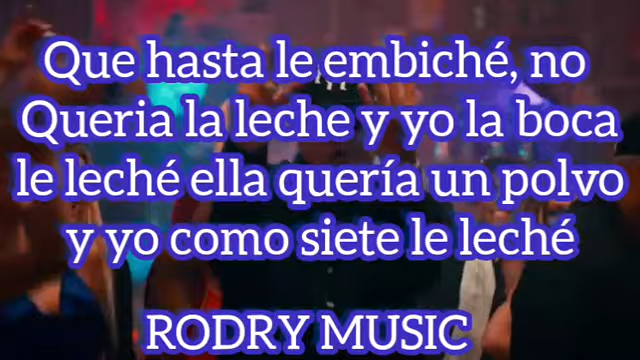 Que hasta le embiché, no
Queria la leche y yo la boca
le leché ella quería un polvo
y yo como siete le leché
RODRY MUSIC